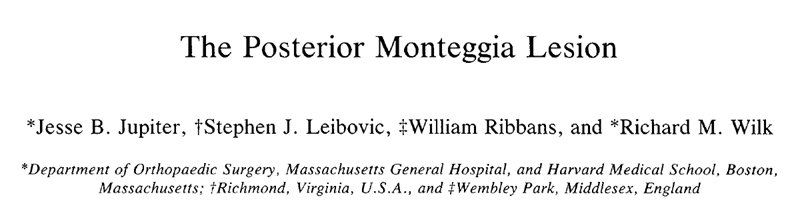 The Posterior Monteggia Lesion
*Jesse B. Jupiter, †Stephen J. Leibovic, ‡William Ribbans, and *Richard M. Wilk
*Department of Orthopaedic Surgery, Massachusetts General Hospital, and Harvard Medical School, Boston,
Massachusetts; †Richmond, Virginia, U.S.A., and ‡Wembley Park, Middlesex, England